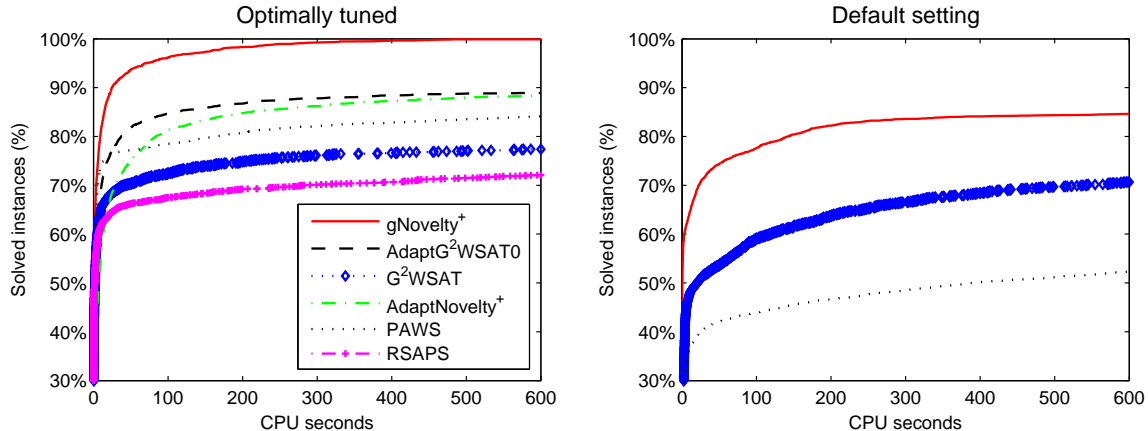 Optimally tuned
100%
90%
80%
70%
60%
50%
40%
30%
Solved instances (%)
0 100 200 300 400 500 600
CPU seconds
gNovelty⁺
AdaptG²WSAT0
G²WSAT
AdaptNovelty⁺
PAWS
RSAPS
Default setting
100%
90%
80%
70%
60%
50%
40%
30%
Solved instances (%)
0 100 200 300 400 500 600
CPU seconds